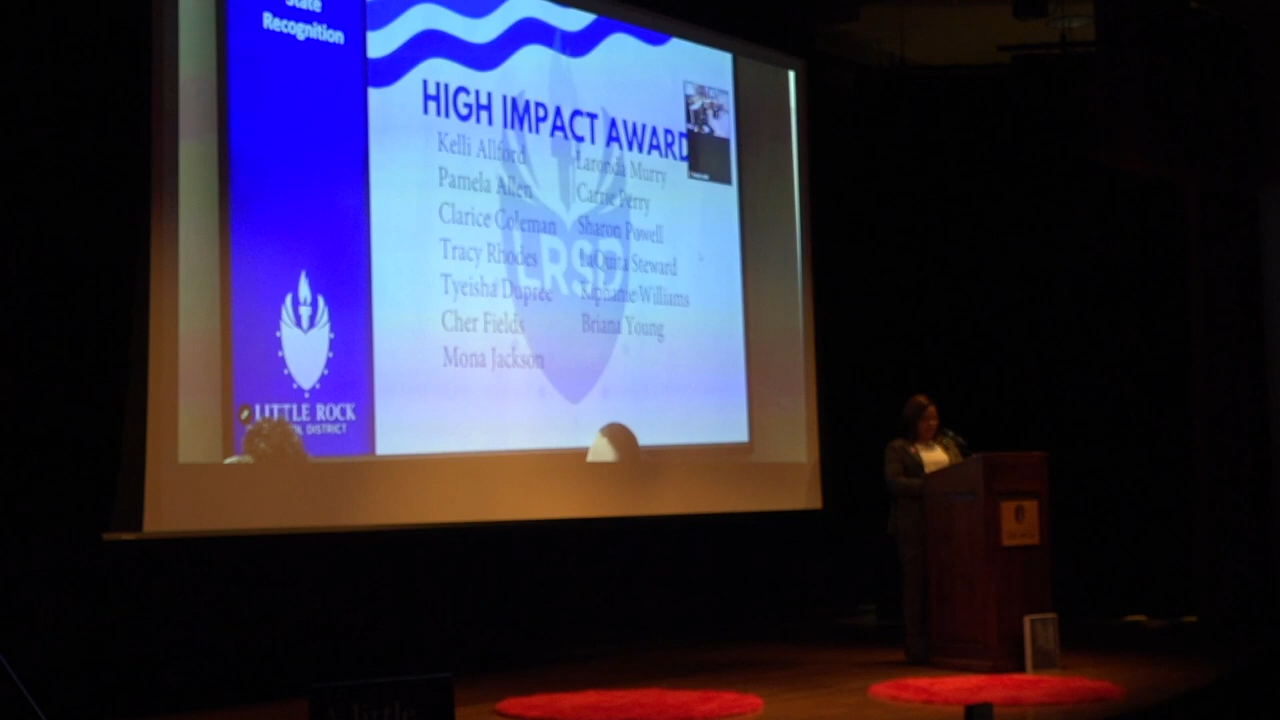 State
Recognition
HIGH IMPACT AWARD
Kelli Allford
Pamela Allen
Clarice Coleman
Tracy Rhodes
Tyeisha Dupree
Cher Fields
Mona Jackson
Laronda Murry
Carrie Perry
Sharon Powell
LaQuita Steward
Williams
Briana Young
LRSD
LITTLE ROCK
DISTRICT